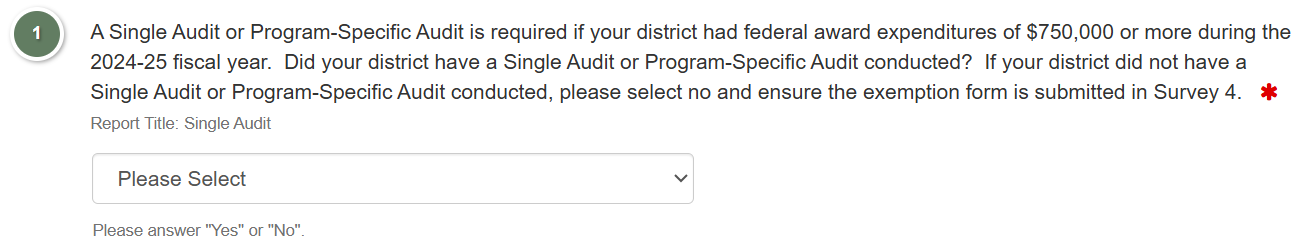 1
A Single Audit or Program-Specific Audit is required if your district had federal award expenditures of $750,000 or more during the
2024-25 fiscal year.  Did your district have a Single Audit or Program-Specific Audit conducted?  If your district did not have a
Single Audit or Program-Specific Audit conducted, please select no and ensure the exemption form is submitted in Survey 4. *
Report Title: Single Audit
Please Select
Please answer "Yes" or "No".